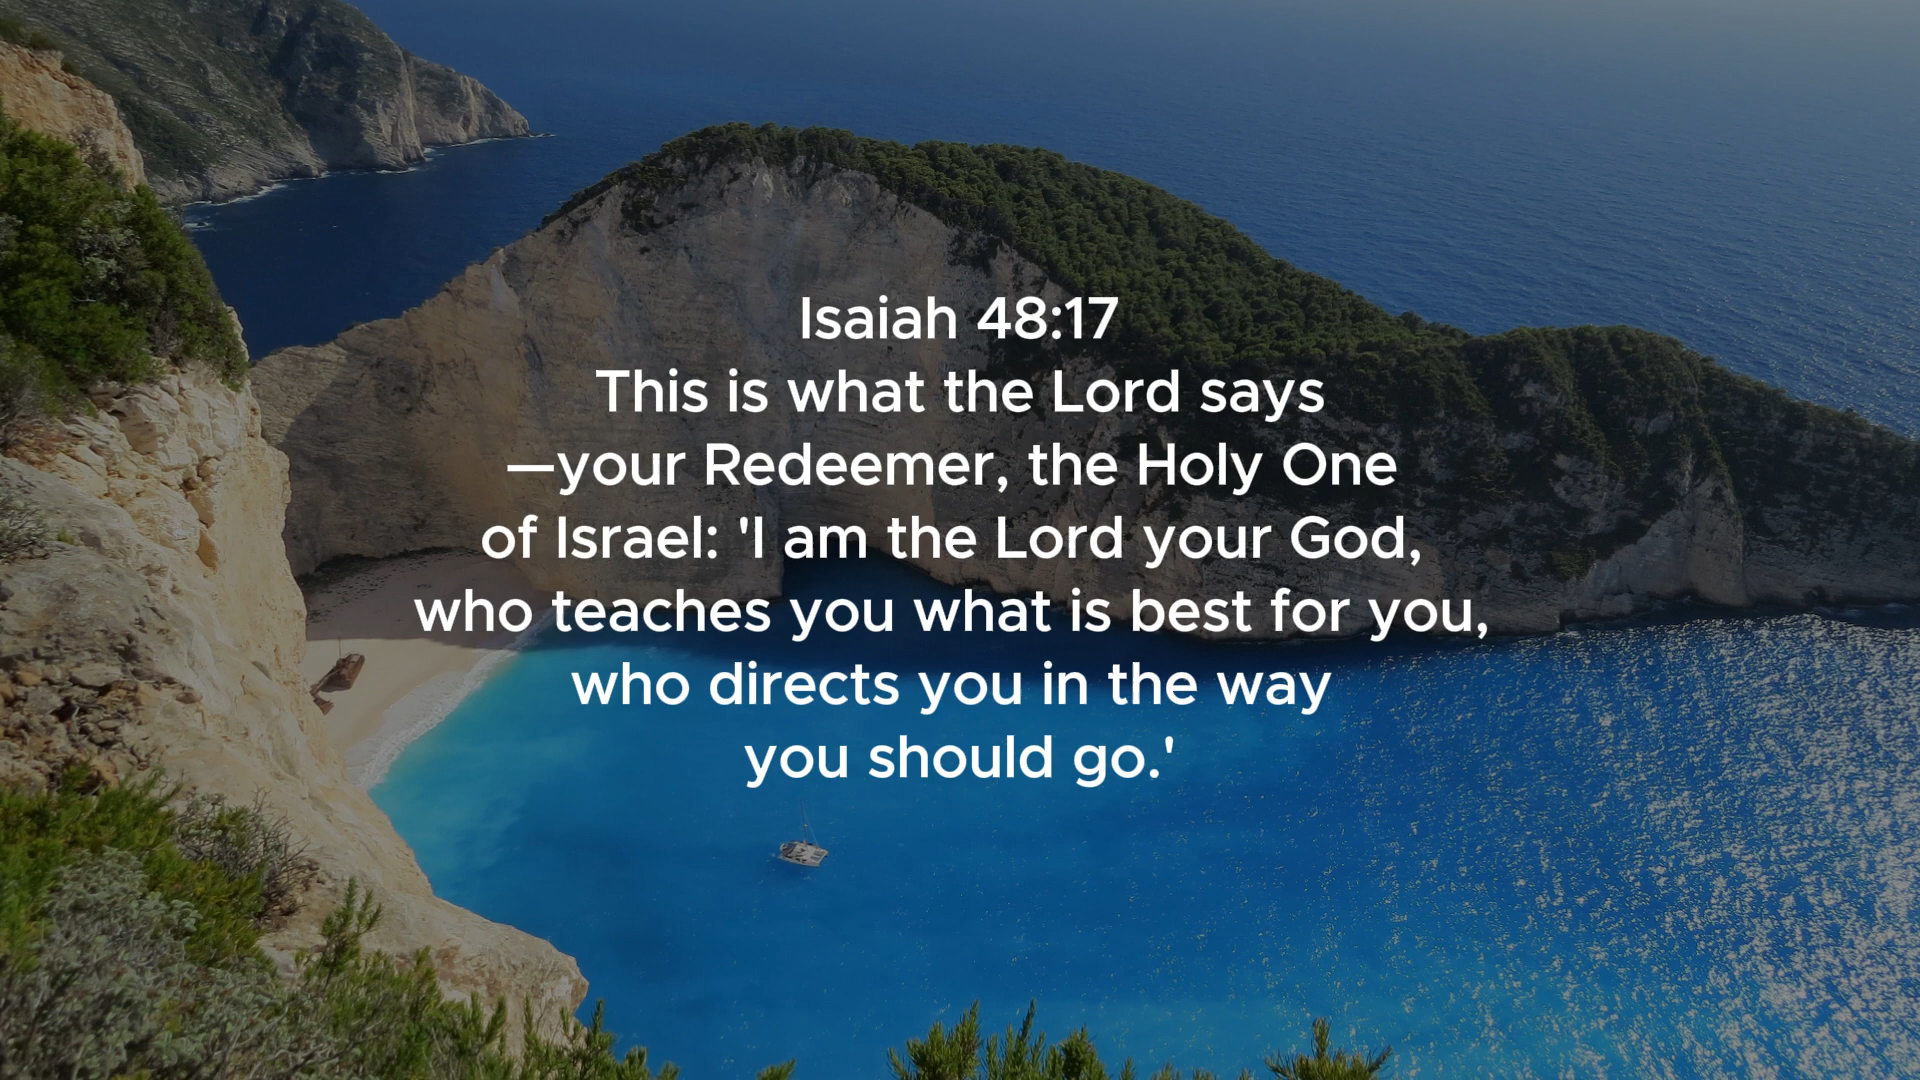 Isaiah 48:17
This is what the Lord says
—your Redeemer, the Holy One
of Israel: 'I am the Lord your God,
who teaches you what is best for you,
who directs you in the way
you should go.'